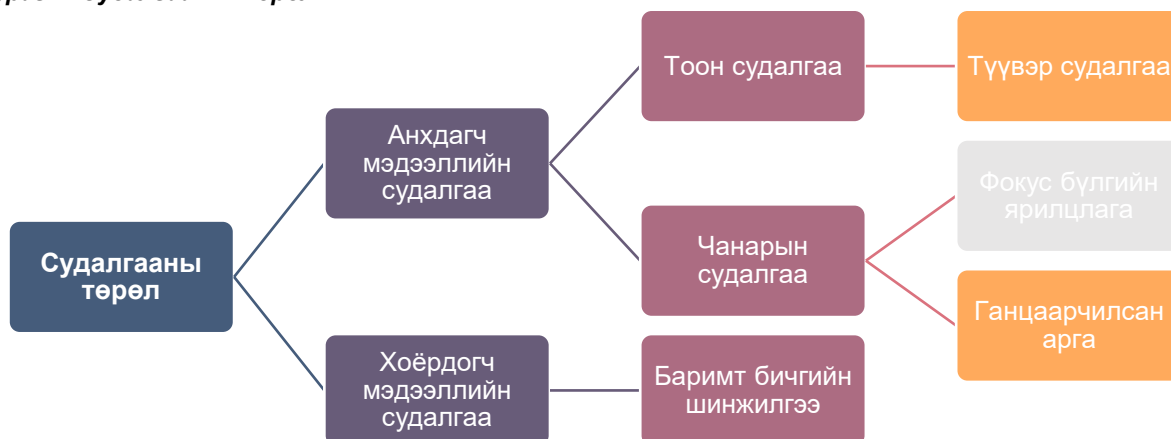 Тоон судалгаа
Түүвэр судалгаа
Анхдагч
мэдээллийн
судалгаа
Фокус бүлгийн
ярилцлага
Судалгааны
төрөл
Чанарын
судалгаа
Ганцаарчилсан
арга
Хоёрдогч
мэдээллийн
судалгаа
Баримт бичгийн
шинжилгээ